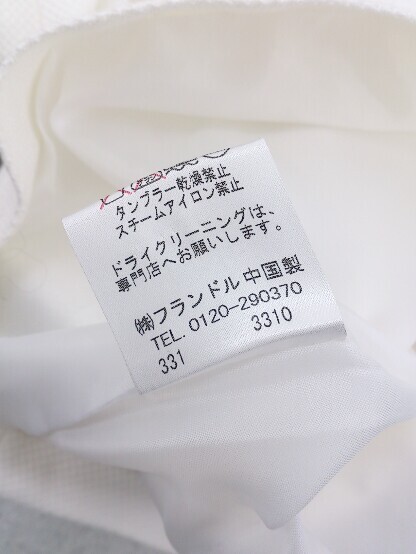 タンブラー乾燥禁止
スチームアイロン禁止
ドライクリーニングは、
専門店へお願いします。
㈱フランドル 中国製
TEL. 0120-290370
331 3310